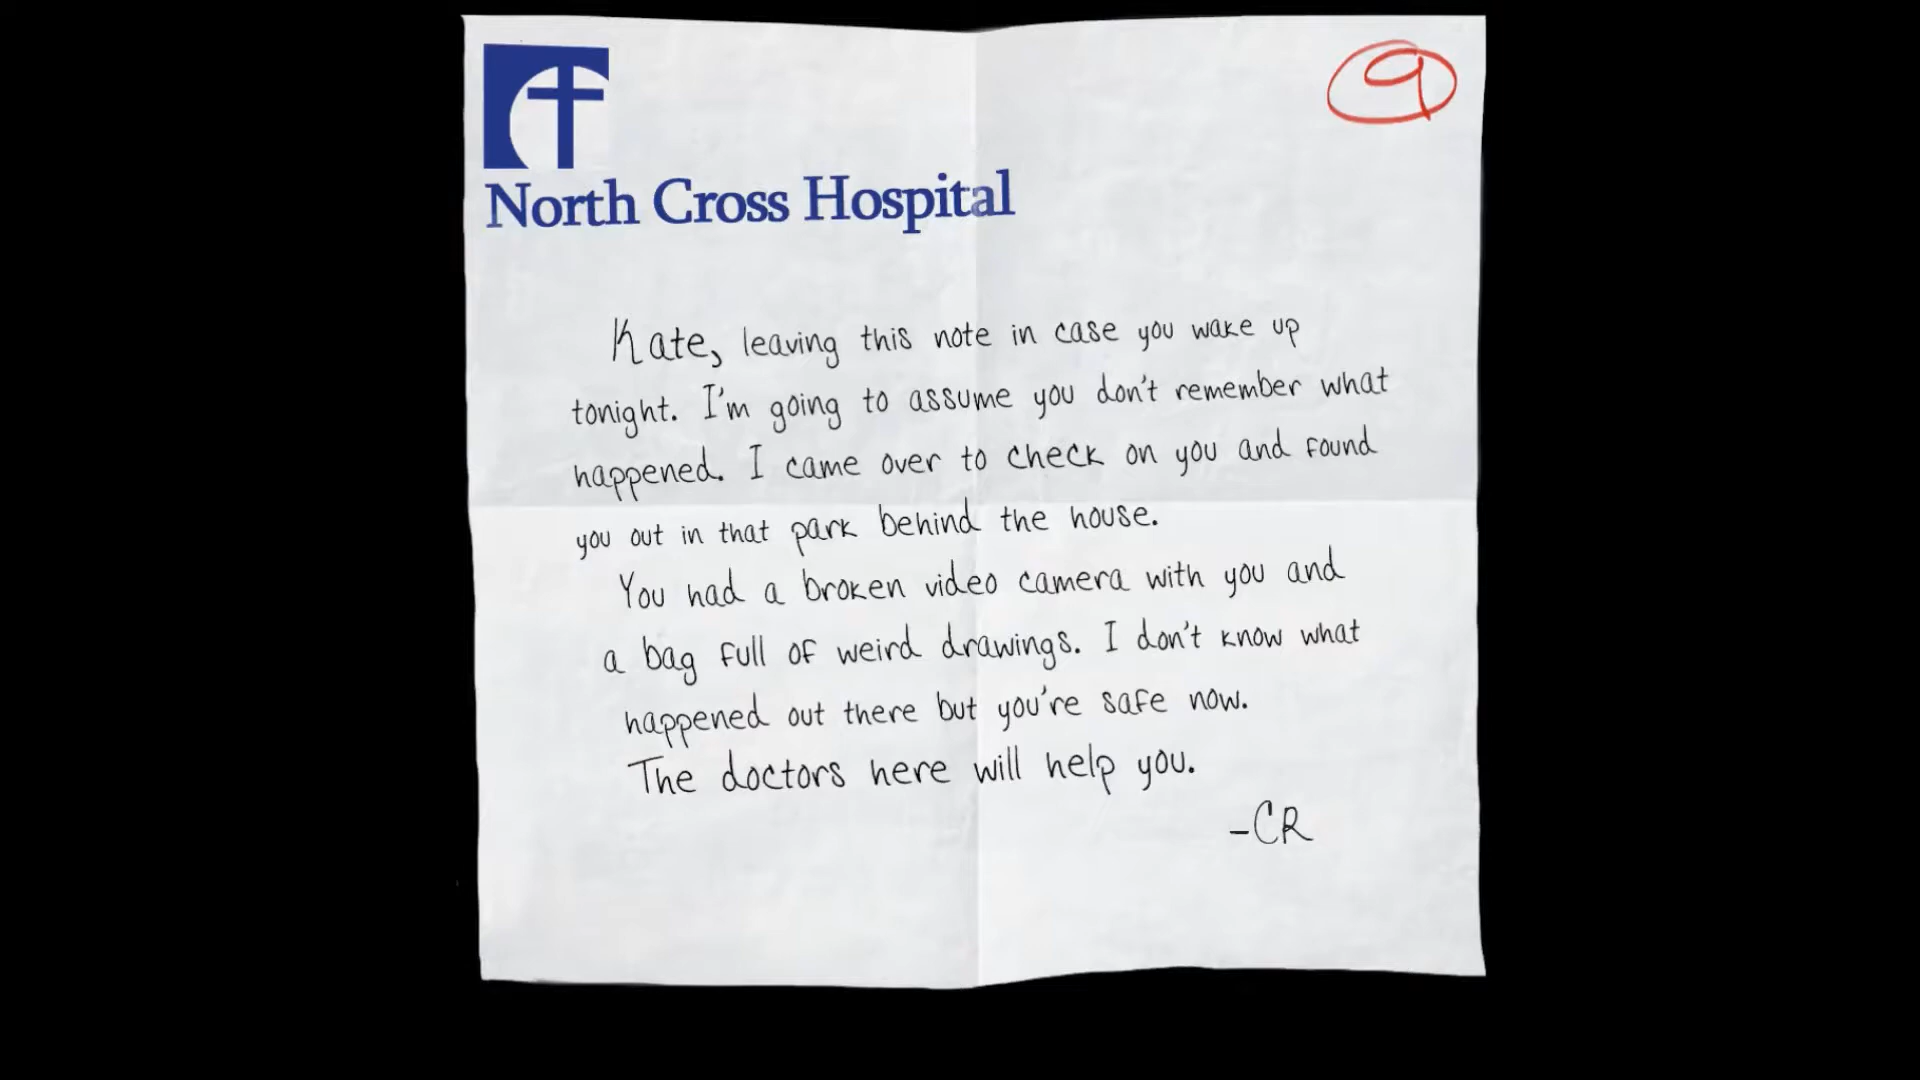 9
North Cross Hospital
Kate, leaving this note in case you wake up
tonight. I'm going to assume you don't remember what
happened. I came over to check on you and found
you out in that park behind the house.
You had a broken video camera with you and
a bag full of weird drawings. I don't know what
happened out there but you're safe now.
The doctors here will help you.
-CR